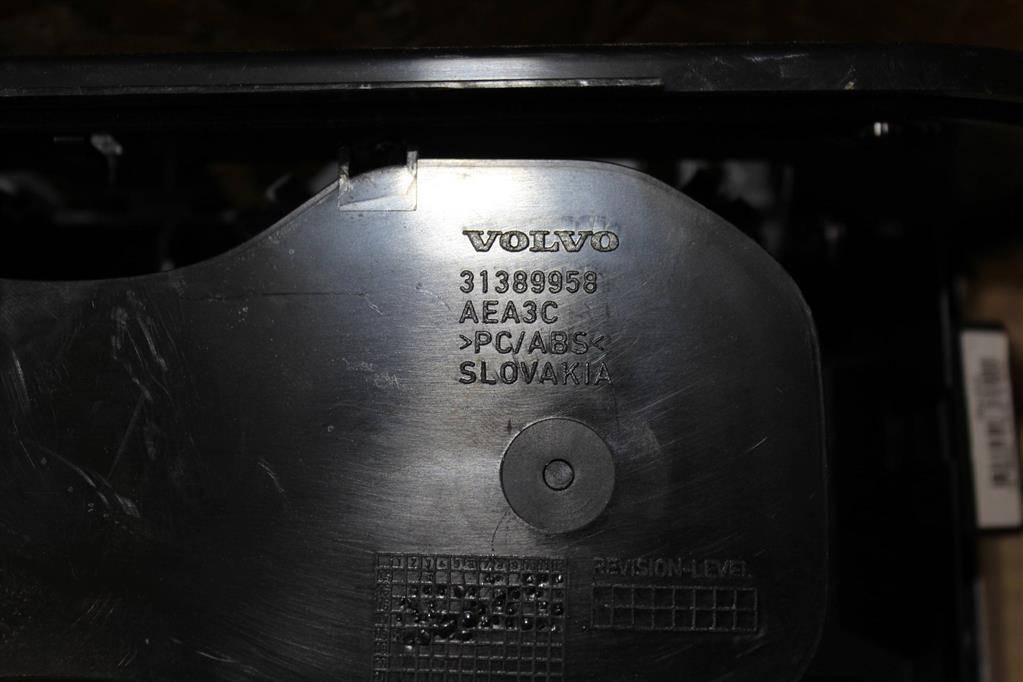 VOLVO
31389958
AEA3C
>PC/ABS<
SLOVAKIA
REVISION-LEVEL